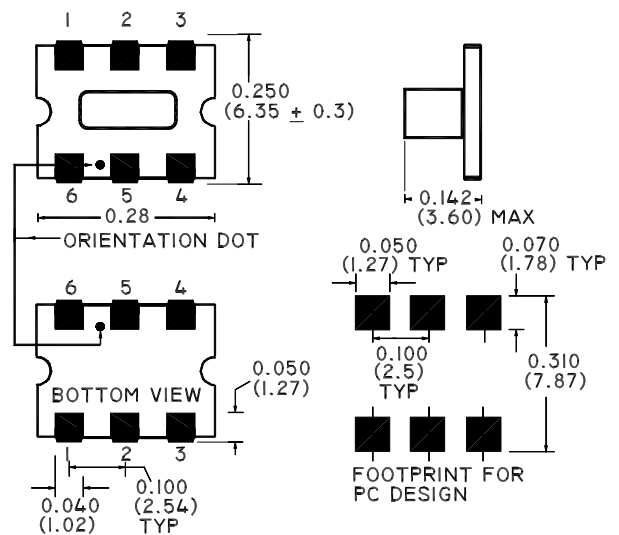 1 2 3
0.250
(6.35 ± 0.3)
6 5 4
0.28
ORIENTATION DOT
0.142
(3.60) MAX
0.050
(1.27) TYP
0.070
(1.78) TYP
6 5 4
0.100
(2.5)
TYP
0.310
(7.87)
0.050
(1.27)
BOTTOM VIEW
1 2 3
0.040
(1.02)
0.100
(2.54)
TYP
FOOTPRINT FOR
PC DESIGN